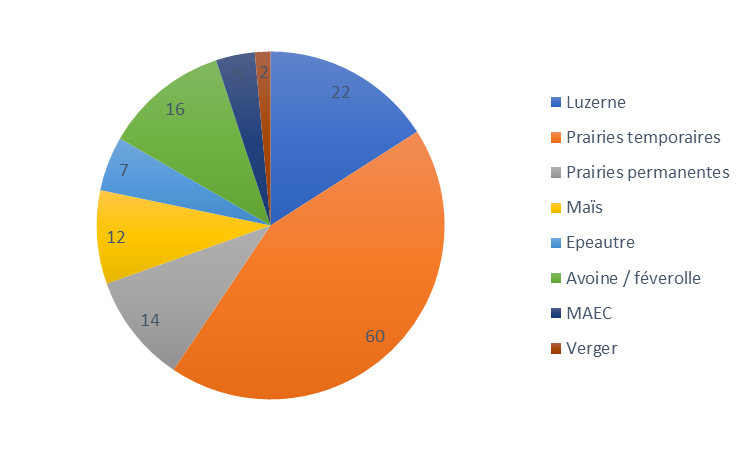 22
60
14
12
7
16
2
Luzerne
Prairies temporaires
Prairies permanentes
Maïs
Epeautre
Avoine / féverolle
MAEC
Verger